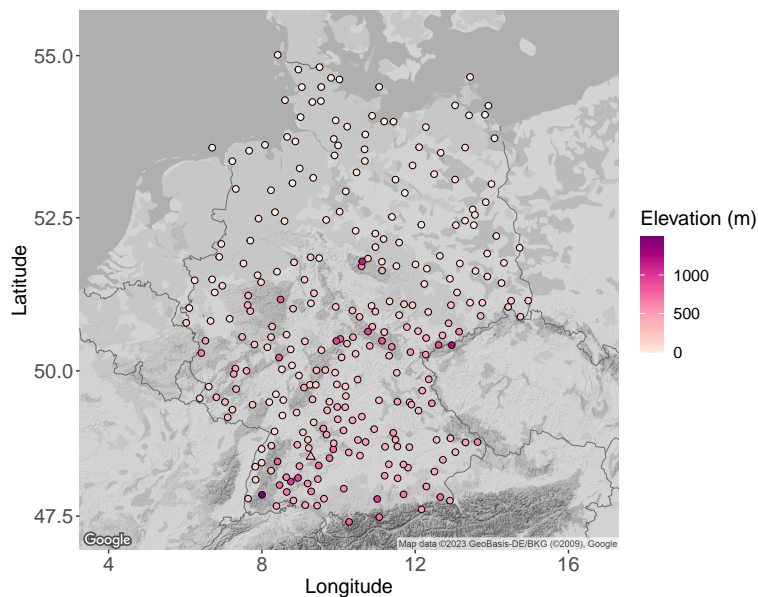 55.0
52.5
50.0
47.5
Latitude
4
8
12
16
Longitude
Elevation (m)
1000
500
0
Google
Map data ©2023 GeoBasis-DE/BKG (©2009), Google